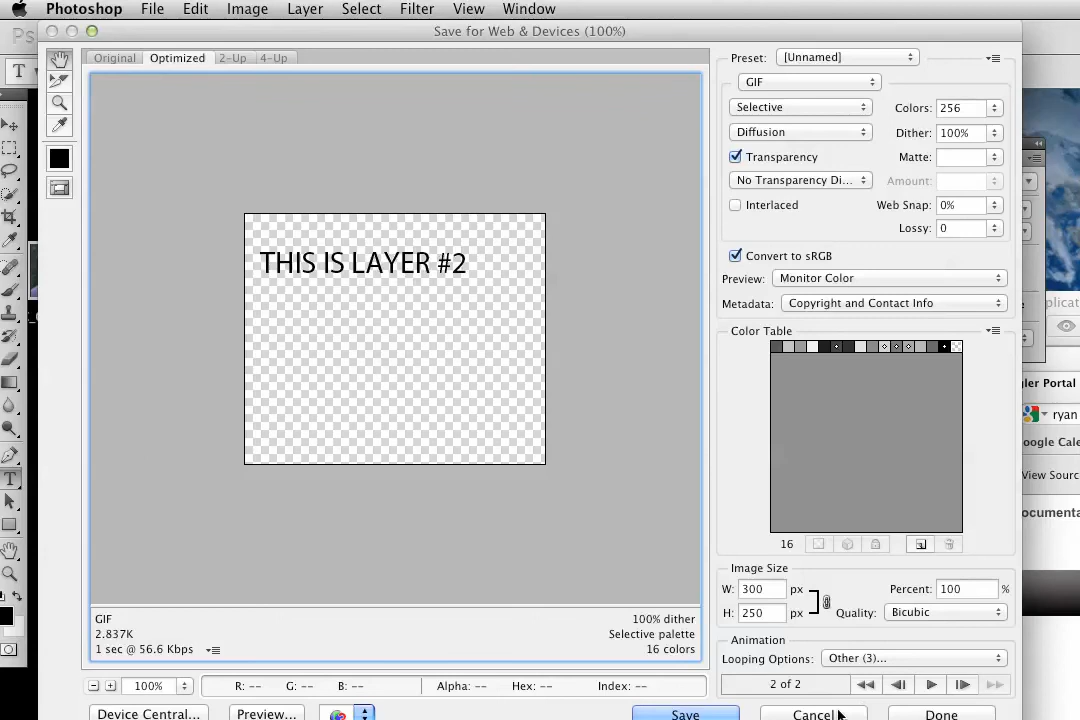 Photoshop File Edit Image Layer Select Filter View Window
Save for Web & Devices (100%)
Ps
Original Optimized 2-Up 4-Up
Preset: [Unnamed]
GIF
Selective Colors: 256
Diffusion Dither: 100%
Transparency Matte:
No Transparency Di... Amount:
Interlaced Web Snap: 0%
Lossy: 0
Convert to sRGB
Preview: Monitor Color
Metadata: Copyright and Contact Info
Color Table
THIS IS LAYER #2
16
Image Size
W: 300 px Percent: 100 %
H: 250 px Quality: Bicubic
Animation
Looping Options: Other (3)...
2 of 2
GIF 100% dither
2.837K Selective palette
1 sec @ 56.6 Kbps 16 colors
100% R: -- G: -- B: -- Alpha: -- Hex: -- Index: --
Device Central... Preview... Save Cancel Done
gler Portal
ryan
oogle Cale
View Source
ocumenta